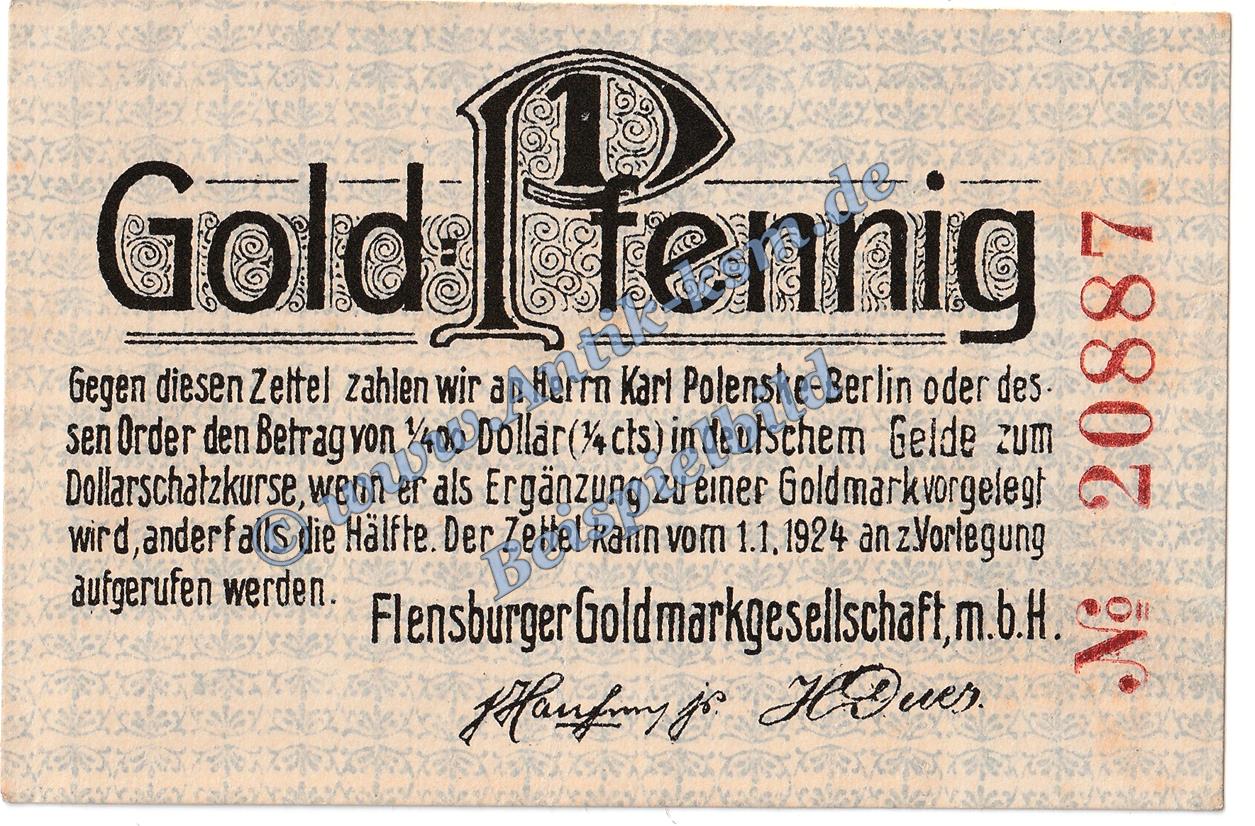 1
Gold-Pfennig
Gegen diesen Zettel zahlen wir an Herrn Karl Polenske-Berlin oder des-
sen Order den Betrag von 1/400 Dollar (¼ cts) in deutschem Gelde zum
Dollarschatzkurse, wenn er als Ergänzung zu einer Goldmark vorgelegt
wird, anderfalls die Hälfte. Der Zettel kann vom 1.1.1924 an z.Vorlegung
aufgerufen werden.
Flensburger Goldmarkgesellschaft, m.b.H.
jr. H Dues.
№ 20887
© www.Antik-ksm.de
Beispielbild